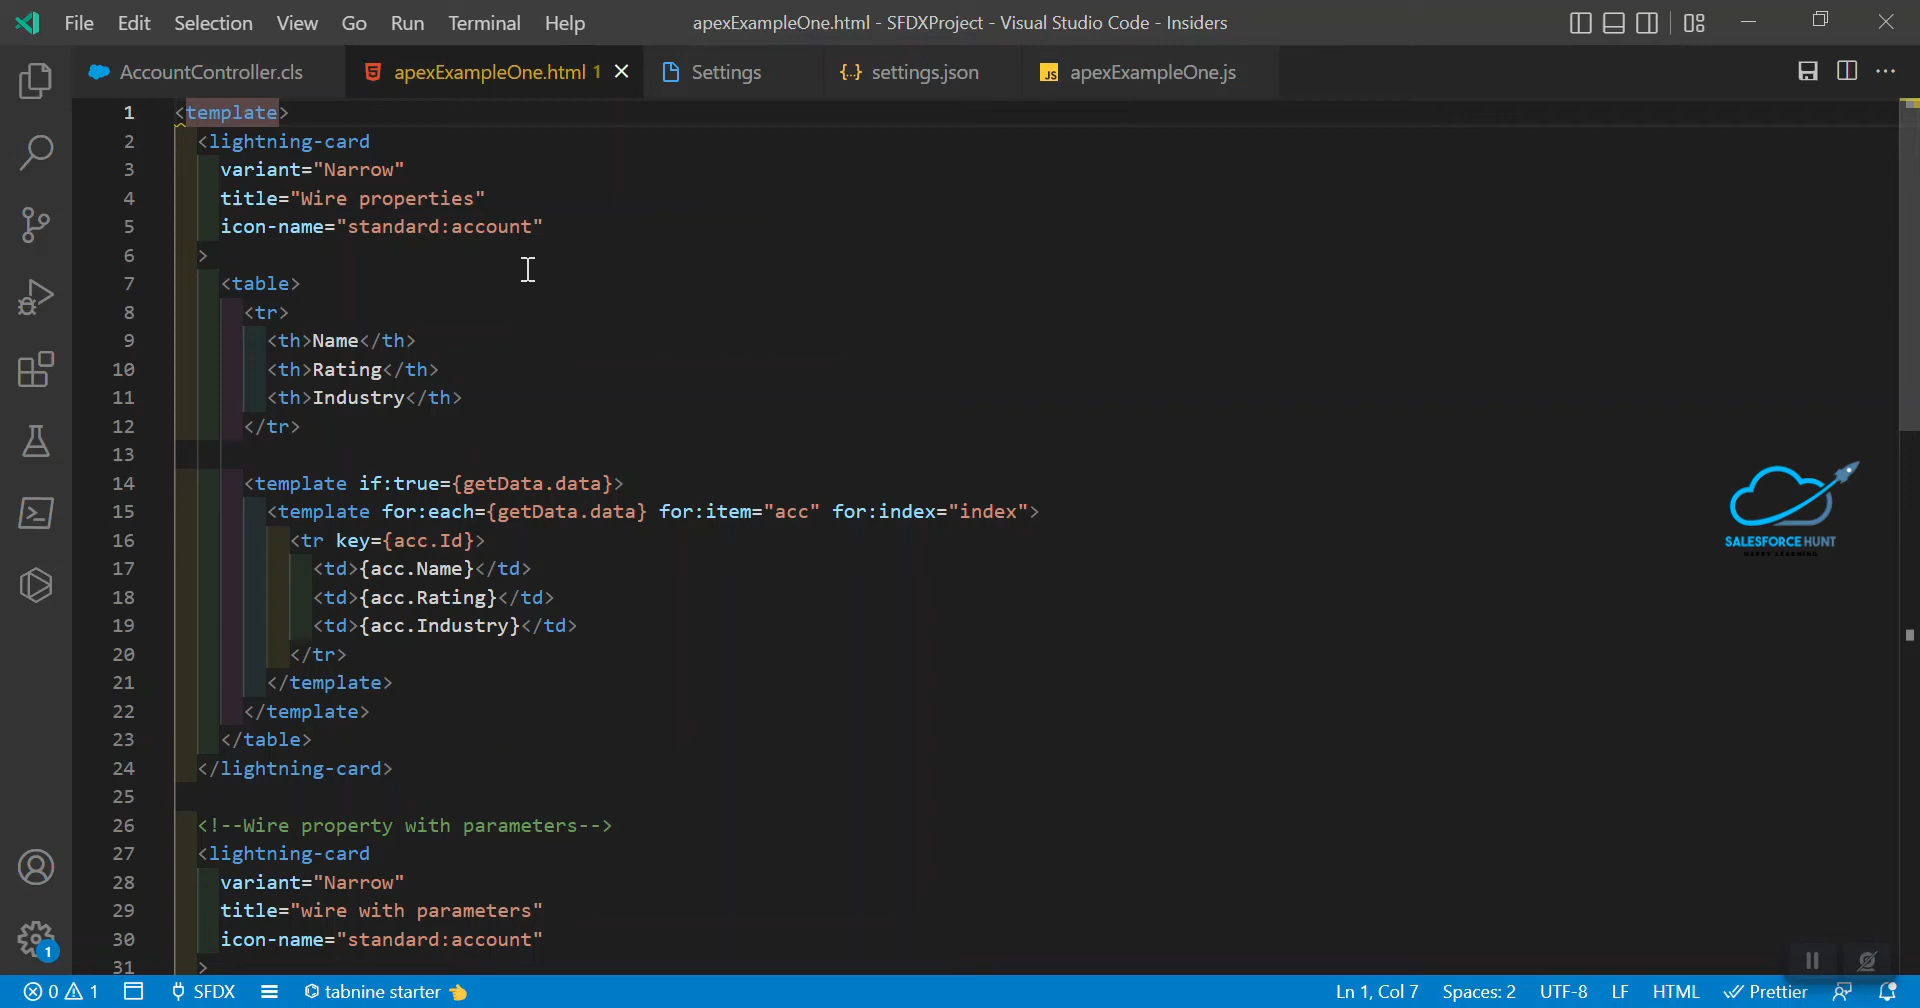 File Edit Selection View Go Run Terminal Help apexExampleOne.html - SFDXProject - Visual Studio Code - Insiders
AccountController.cls apexExampleOne.html 1 Settings {..} settings.json JS apexExampleOne.js
1 <template>
2 <lightning-card
3 variant="Narrow"
4 title="Wire properties"
5 icon-name="standard:account"
6 >
7 <table>
8 <tr>
9 <th>Name</th>
10 <th>Rating</th>
11 <th>Industry</th>
12 </tr>
13
14 <template if:true={getData.data}>
15 <template for:each={getData.data} for:item="acc" for:index="index">
16 <tr key={acc.Id}>
17 <td>{acc.Name}</td>
18 <td>{acc.Rating}</td>
19 <td>{acc.Industry}</td>
20 </tr>
21 </template>
22 </template>
23 </table>
24 </lightning-card>
25
26 <!--Wire property with parameters-->
27 <lightning-card
28 variant="Narrow"
29 title="wire with parameters"
30 icon-name="standard:account"
31 >
SALESFORCE HUNT
HAPPY LEARNING
1
0 1 SFDX tabnine starter Ln 1, Col 7 Spaces: 2 UTF-8 LF HTML Prettier